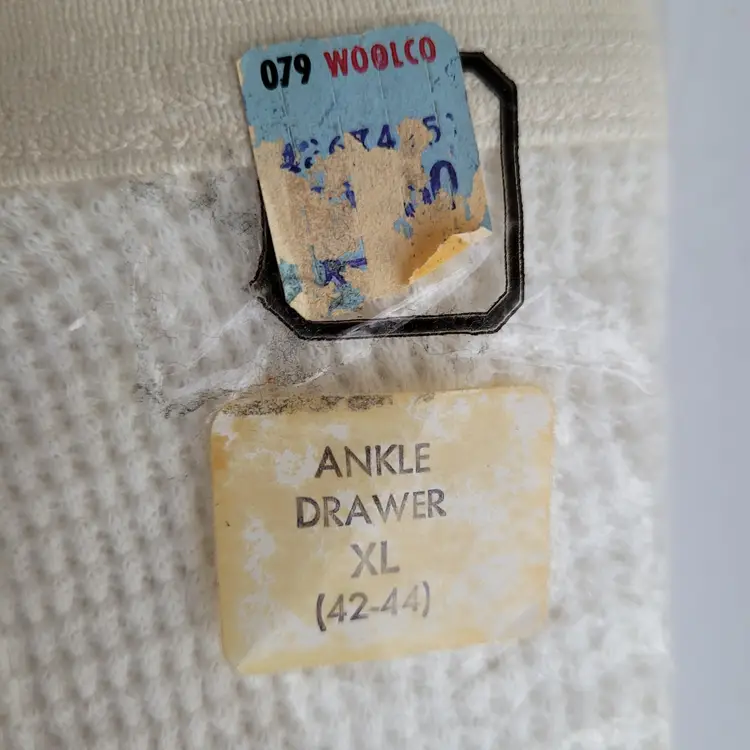 079 WOOLCO
ANKLE
DRAWER
XL
(42-44)